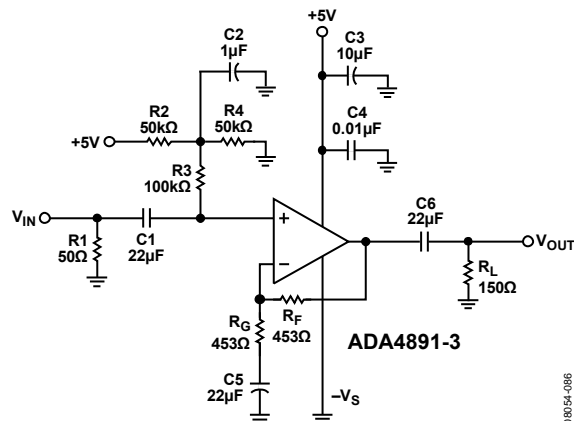 +5V
C2
1µF
C3
10µF
R2
50kΩ
R4
50kΩ
C4
0.01µF
+5V
R3
100kΩ
C6
22µF
VIN
+
VOUT
R1
50Ω
C1
22µF
−
RL
150Ω
RF
453Ω
RG
453Ω
ADA4891-3
C5
22µF
–VS
08054-086